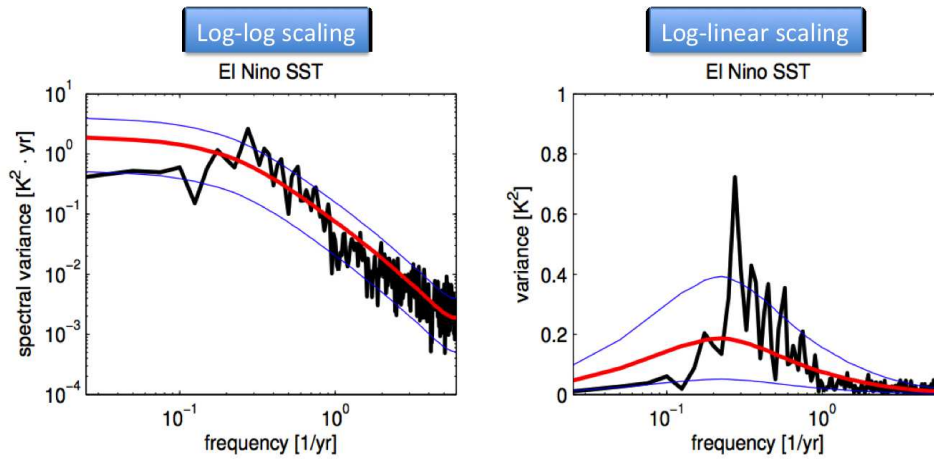 Log-log scaling
El Nino SST
10^1
10^0
10^-1
10^-2
10^-3
10^-4
spectral variance [K^2 · yr]
10^-1 10^0
frequency [1/yr]
Log-linear scaling
El Nino SST
1
0.8
0.6
0.4
0.2
0
variance [K^2]
10^-1 10^0
frequency [1/yr]